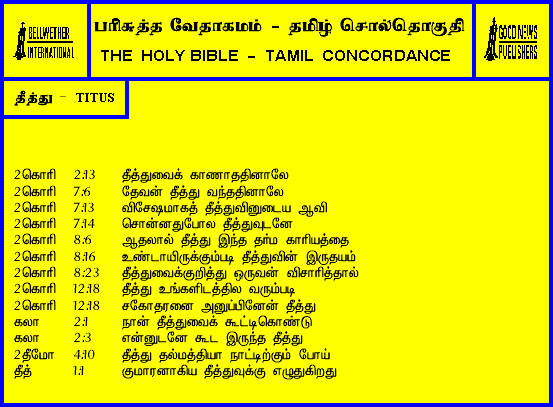 BELLWETHER
INTERNATIONAL
பரிசுத்த வேதாகமம் - தமிழ் சொல்தொகுதி
THE HOLY BIBLE - TAMIL CONCORDANCE
GOOD NEWS
PUBLISHERS
தீத்து - TITUS
2கொரி 2:13 தீத்துவைக் காணாததினாலே
2கொரி 7:6 தேவன் தீத்து வந்ததினாலே
2கொரி 7:13 விசேஷமாகத் தீத்துவினுடைய ஆவி
2கொரி 7:14 சொன்னதுபோல தீத்துவுடனே
2கொரி 8:6 ஆதலால் தீத்து இந்த தர்ம காரியத்தை
2கொரி 8:16 உண்டாயிருக்கும்படி தீத்துவின் இருதயம்
2கொரி 8:23 தீத்துவைக்குறித்து ஒருவன் விசாரித்தால்
2கொரி 12:18 தீத்து உங்களிடத்தில வரும்படி
2கொரி 12:18 சகோதரனை அனுப்பினேன் தீத்து
கலா 2:1 நான் தீத்துவைக் கூட்டிகொண்டு
கலா 2:3 என்னுடனே கூட இருந்த தீத்து
2தீமோ 4:10 தீத்து தல்மத்தியா நாட்டிற்கும் போய்
தீத் 1:1 குமாரனாகிய தீத்துவுக்கு எழுதுகிறது